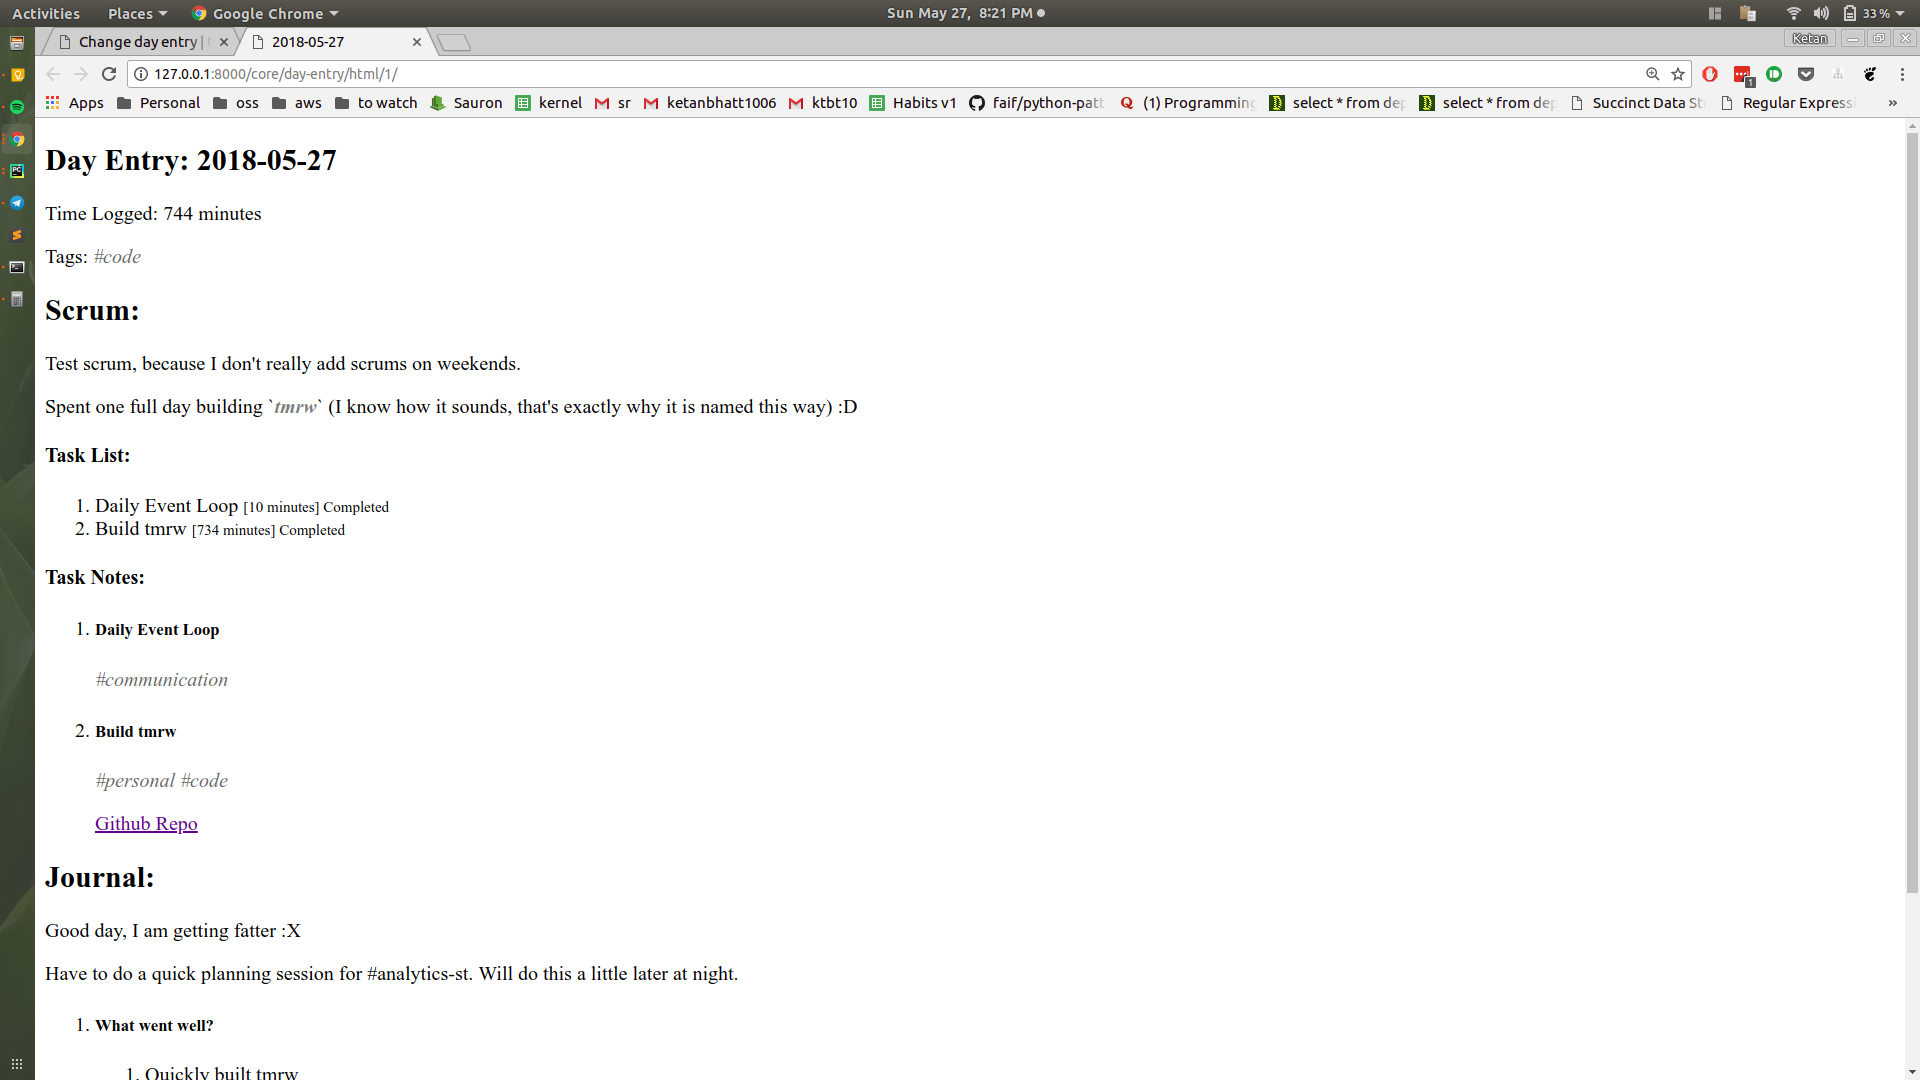 Activities Places Google Chrome Sun May 27, 8:21 PM 33 %
Change day entry | 2018-05-27 Ketan
127.0.0.1:8000/core/day-entry/html/1/
Apps Personal oss aws to watch Sauron kernel sr ketanbhatt1006 ktbt10 Habits v1 faif/python-patt (1) Programming select * from dep select * from dep Succinct Data St Regular Express »
Day Entry: 2018-05-27
Time Logged: 744 minutes
Tags: #code
Scrum:
Test scrum, because I don't really add scrums on weekends.
Spent one full day building `tmrw` (I know how it sounds, that's exactly why it is named this way) :D
Task List:
1. Daily Event Loop [10 minutes] Completed
2. Build tmrw [734 minutes] Completed
Task Notes:
1. Daily Event Loop
#communication
2. Build tmrw
#personal #code
Github Repo
Journal:
Good day, I am getting fatter :X
Have to do a quick planning session for #analytics-st. Will do this a little later at night.
1. What went well?
1. Quickly built tmrw